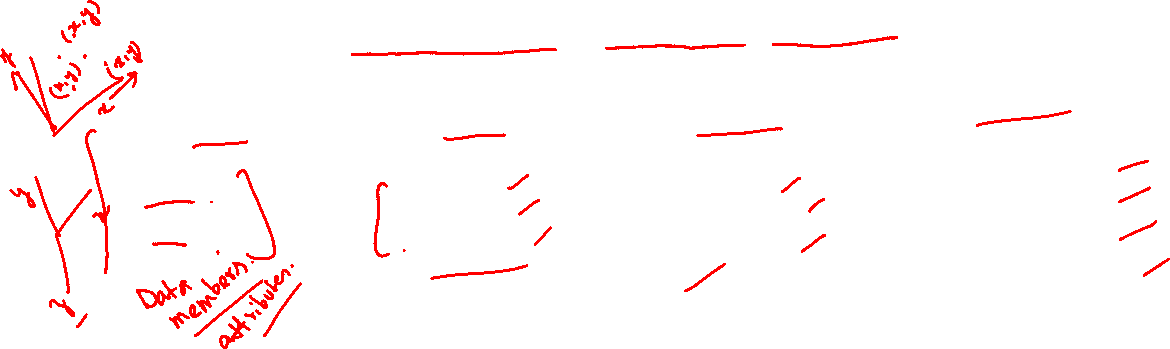 (x,y)
(x,y)
(x,y)
x
x
y
y
Data
members.
attributes.